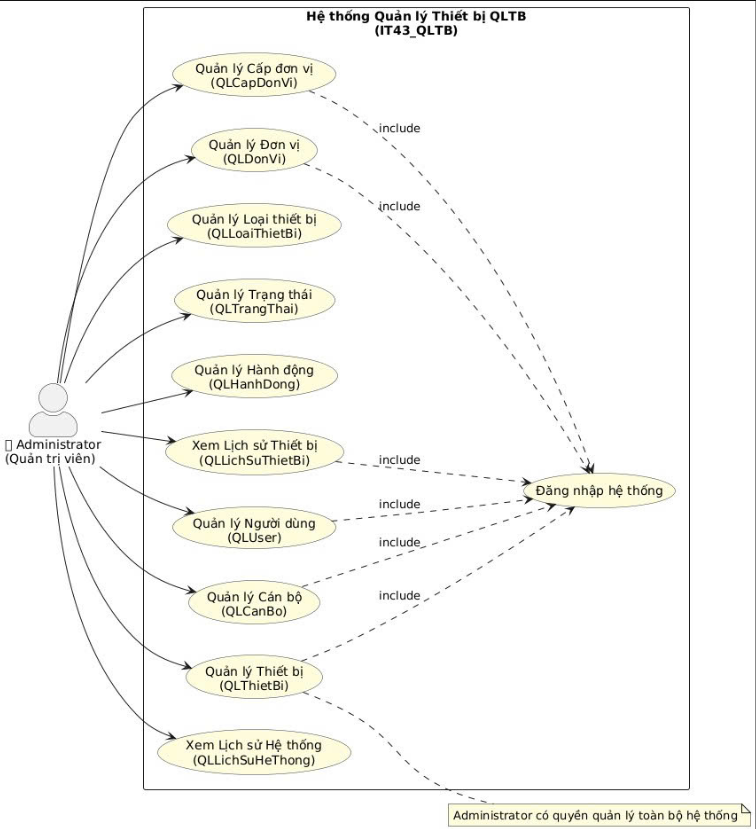 Hệ thống Quản lý Thiết bị QLTB
(IT43_QLTB)
Quản lý Cấp đơn vị
(QLCapDonVi)
include
Quản lý Đơn vị
(QLDonVi)
include
Quản lý Loại thiết bị
(QLLoaiThietBi)
Quản lý Trạng thái
(QLTrangThai)
Quản lý Hành động
(QLHanhDong)
Administrator
(Quản trị viên)
Xem Lịch sử Thiết bị
(QLLichSuThietBi)
include
Đăng nhập hệ thống
Quản lý Người dùng
(QLUser)
include
include
Quản lý Cán bộ
(QLCanBo)
include
Quản lý Thiết bị
(QLThietBi)
Xem Lịch sử Hệ thống
(QLLichSuHeThong)
Administrator có quyền quản lý toàn bộ hệ thống